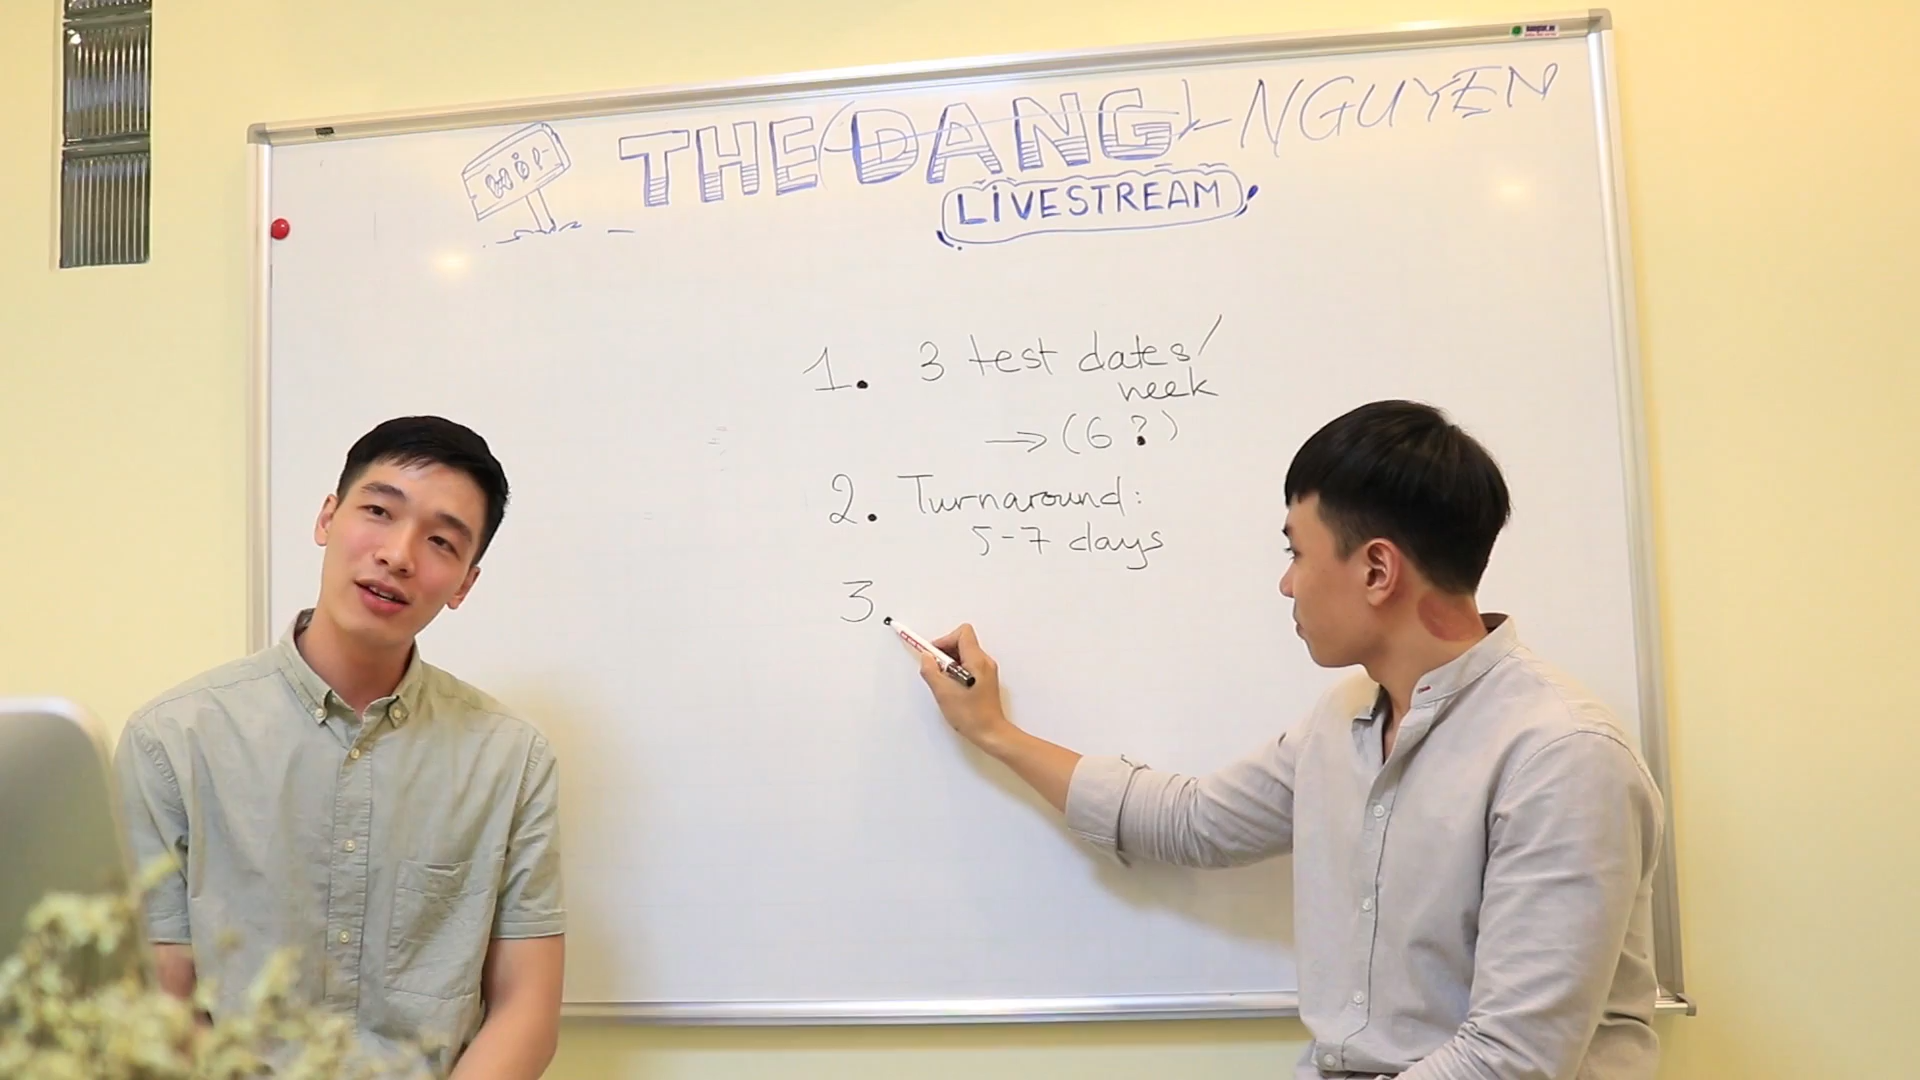 THE (DANG)-NGUYEN
LIVESTREAM
1. 3 test dates/
week
→ (6 ?)
2. Turnaround:
5-7 days
3.